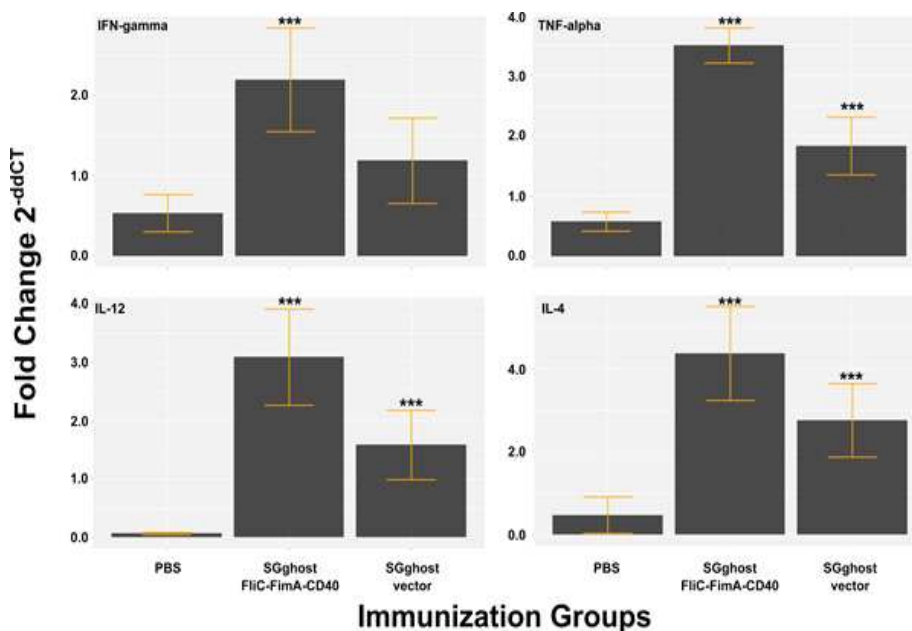 Fold Change 2-ddCT
IFN-gamma
***
2.0
1.0
0.0
TNF-alpha
***
***
4.0
3.0
2.0
1.0
0.0
IL-12
***
***
4.0
3.0
2.0
1.0
0.0
IL-4
***
***
4.0
2.0
0.0
PBS
SGghost
FliC-FimA-CD40
SGghost
vector
PBS
SGghost
FliC-FimA-CD40
SGghost
vector
Immunization Groups